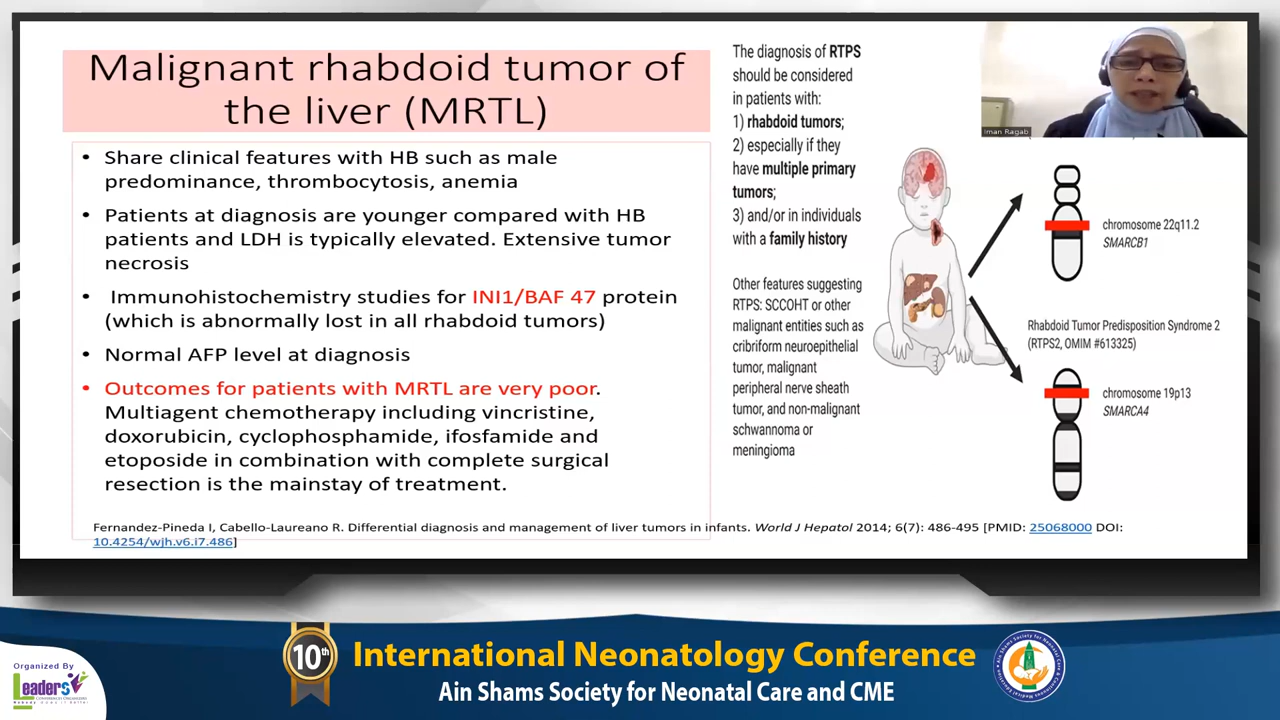 Malignant rhabdoid tumor of
the liver (MRTL)
• Share clinical features with HB such as male
predominance, thrombocytosis, anemia
• Patients at diagnosis are younger compared with HB
patients and LDH is typically elevated. Extensive tumor
necrosis
• Immunohistochemistry studies for INI1/BAF 47 protein
(which is abnormally lost in all rhabdoid tumors)
• Normal AFP level at diagnosis
• Outcomes for patients with MRTL are very poor.
Multiagent chemotherapy including vincristine,
doxorubicin, cyclophosphamide, ifosfamide and
etoposide in combination with complete surgical
resection is the mainstay of treatment.
The diagnosis of RTPS
should be considered
in patients with:
1) rhabdoid tumors;
2) especially if they
have multiple primary
tumors;
3) and/or in individuals
with a family history
Other features suggesting
RTPS: SCCOHT or other
malignant entities such as
cribriform neuroepithelial
tumor, malignant
peripheral nerve sheath
tumor, and non-malignant
schwannoma or
meningioma
Iman Ragab
chromosome 22q11.2
SMARCB1
Rhabdoid Tumor Predisposition Syndrome 2
(RTPS2, OMIM #613325)
chromosome 19p13
SMARCA4
Fernandez-Pineda I, Cabello-Laureano R. Differential diagnosis and management of liver tumors in infants. World J Hepatol 2014; 6(7): 486-495 [PMID: 25068000 DOI:
10.4254/wjh.v6.i7.486]
Organized By
Leaders
10th
International Neonatology Conference
Ain Shams Society for Neonatal Care and CME